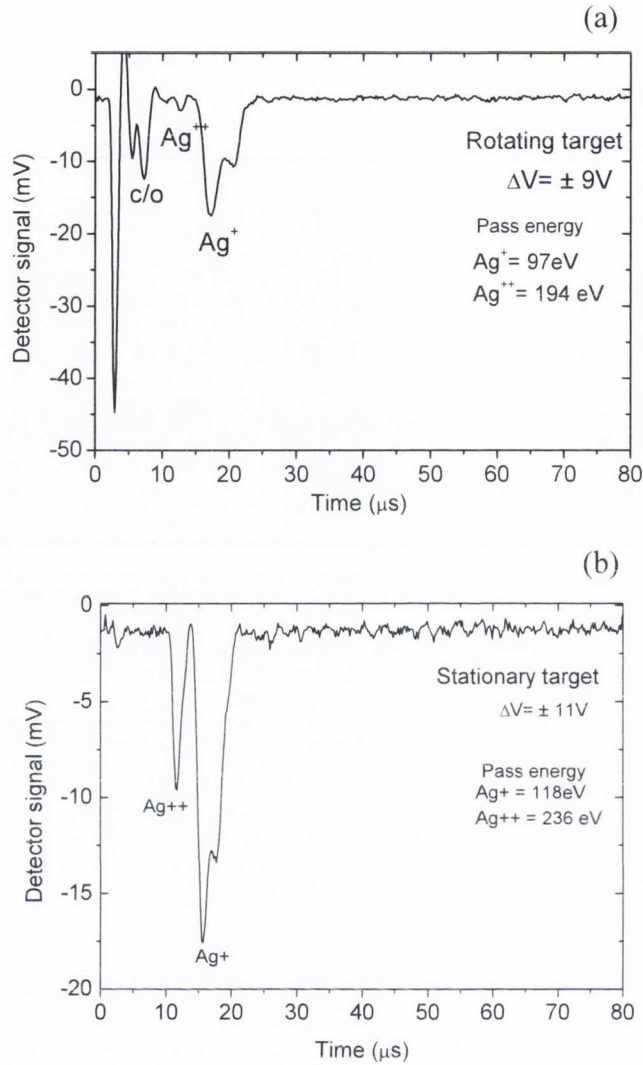 (a)
0
-10
-20
-30
-40
-50
Detector signal (mV)
Ag++
c/o
Ag+
Rotating target
ΔV= ± 9V
Pass energy
Ag+= 97eV
Ag++= 194 eV
0 10 20 30 40 50 60 70 80
Time (μs)
(b)
0
-5
-10
-15
-20
Detector signal (mV)
Ag++
Ag+
Stationary target
ΔV= ± 11V
Pass energy
Ag+ = 118eV
Ag++ = 236 eV
0 10 20 30 40 50 60 70 80
Time (μs)